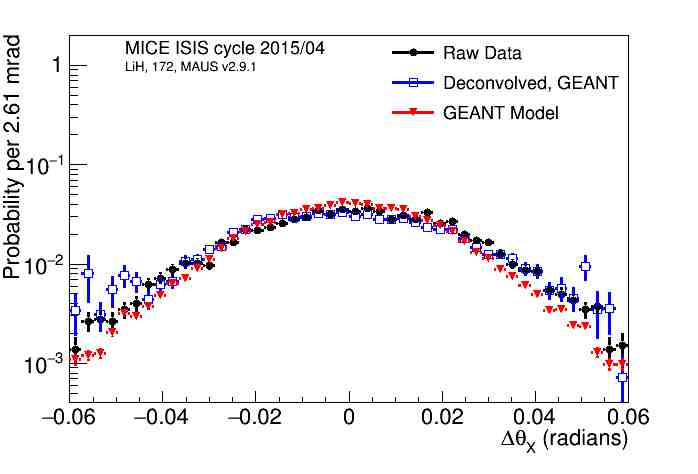 MICE ISIS cycle 2015/04
LiH, 172, MAUS v2.9.1
Raw Data
Deconvolved, GEANT
GEANT Model
Probability per 2.61 mrad
1
10−1
10−2
10−3
−0.06 −0.04 −0.02 0 0.02 0.04 0.06
ΔθX (radians)